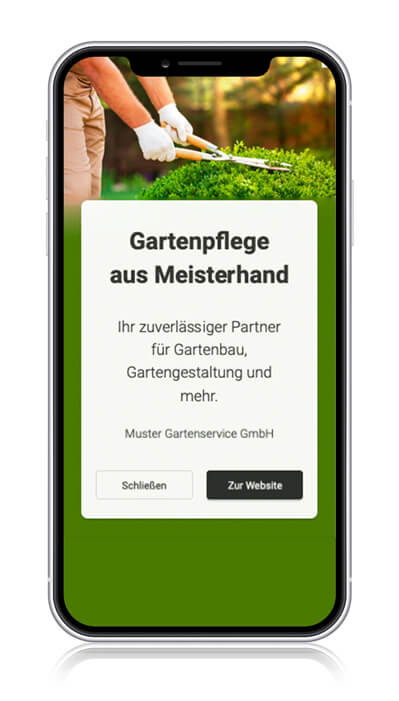 Gartenpflege
aus Meisterhand
Ihr zuverlässiger Partner
für Gartenbau,
Gartengestaltung und
mehr.
Muster Gartenservice GmbH
Schließen
Zur Website